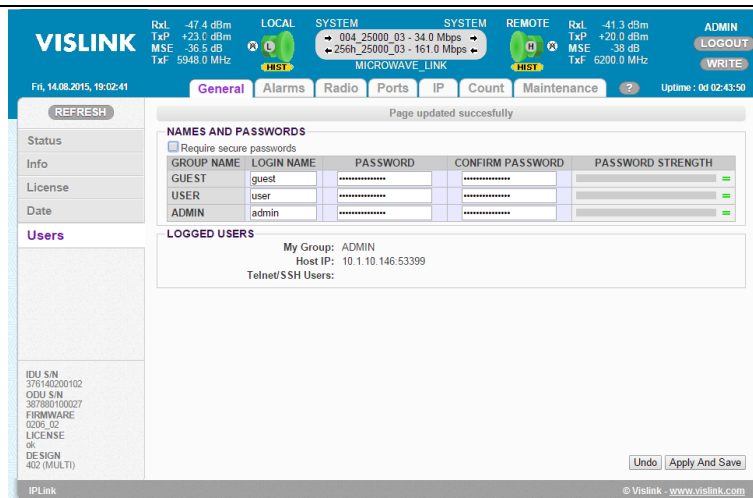 VISLINK
RxL -47.4 dBm
TxP +23.0 dBm
MSE -36.5 dB
TxF 5948.0 MHz
LOCAL
L
HIST
SYSTEM SYSTEM
004_25000_03 - 34.0 Mbps
256h_25000_03 - 161.0 Mbps
MICROWAVE_LINK
REMOTE
H
HIST
RxL -41.3 dBm
TxP +20.0 dBm
MSE -38 dB
TxF 6200.0 MHz
ADMIN
LOGOUT
WRITE
Fri, 14.08.2015, 19:02:41
General Alarms Radio Ports IP Count Maintenance ?
Uptime : 0d 02:43:50
REFRESH
Status
Info
License
Date
Users
IDU S/N
376140200102
ODU S/N
387880100027
FIRMWARE
0206_02
LICENSE
ok
DESIGN
402 (MULTI)
Page updated succesfully
NAMES AND PASSWORDS
Require secure passwords
GROUP NAME LOGIN NAME PASSWORD CONFIRM PASSWORD PASSWORD STRENGTH
GUEST guest
USER user
ADMIN admin
LOGGED USERS
My Group: ADMIN
Host IP: 10.1.10.146:53399
Telnet/SSH Users:
Undo Apply And Save
IPLink
© Vislink - www.vislink.com